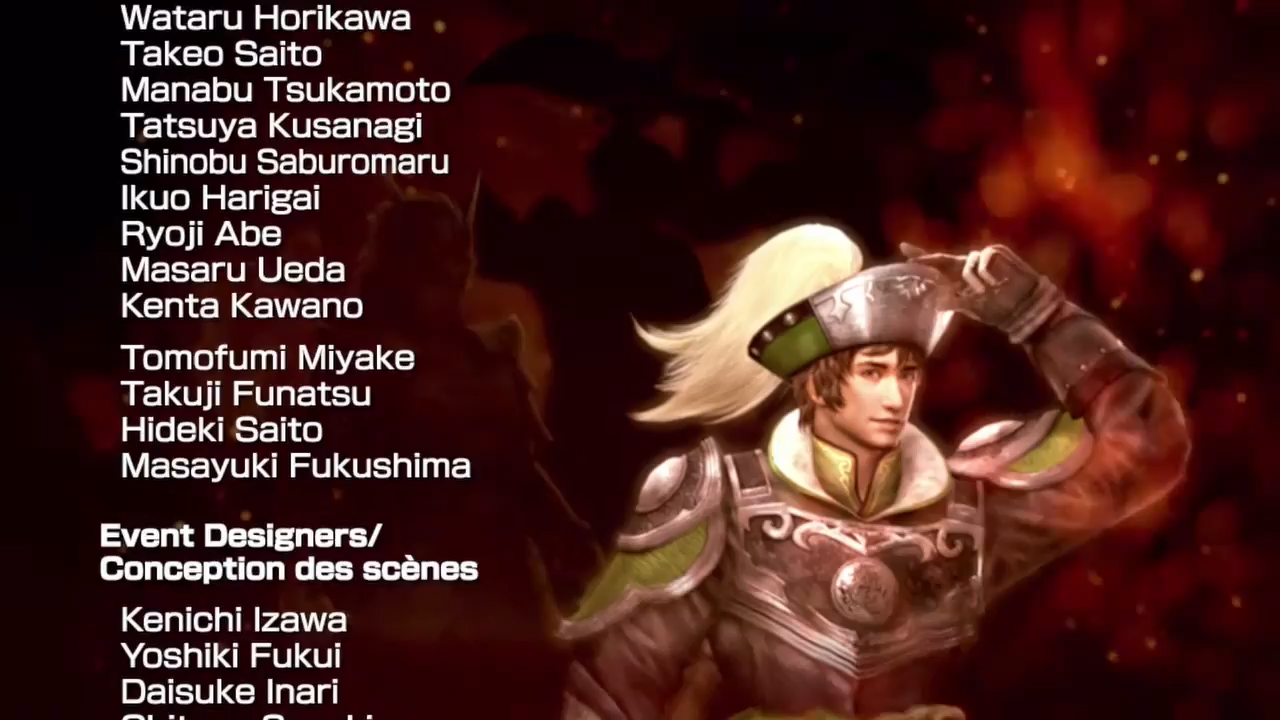 Wataru Horikawa
Takeo Saito
Manabu Tsukamoto
Tatsuya Kusanagi
Shinobu Saburomaru
Ikuo Harigai
Ryoji Abe
Masaru Ueda
Kenta Kawano
Tomofumi Miyake
Takuji Funatsu
Hideki Saito
Masayuki Fukushima
Event Designers/
Conception des scènes
Kenichi Izawa
Yoshiki Fukui
Daisuke Inari